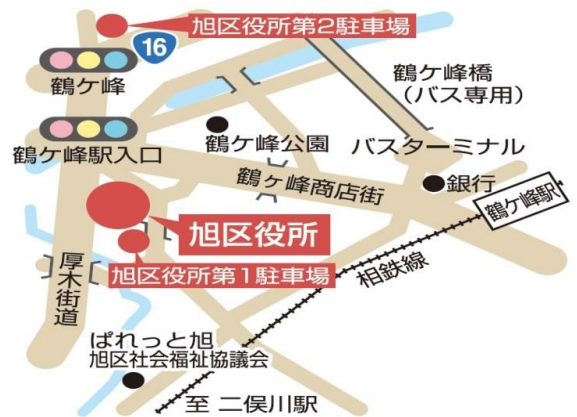 旭区役所第2駐車場
16
鶴ケ峰
鶴ケ峰橋
（バス専用）
鶴ケ峰駅入口
鶴ケ峰公園
バスターミナル
鶴ヶ峰商店街
銀行
鶴ケ峰駅
旭区役所
旭区役所第1駐車場
厚木街道
相鉄線
ぱれっと旭
旭区社会福祉協議会
至 二俣川駅